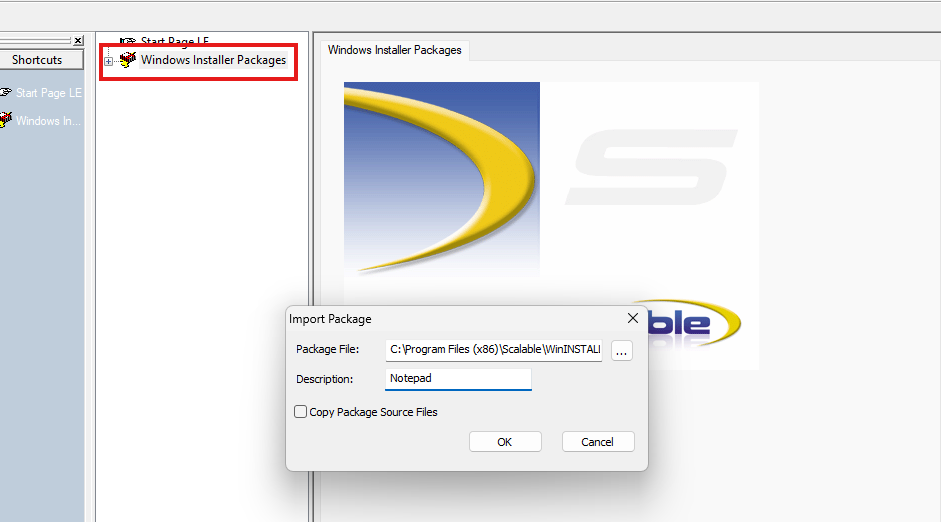 Shortcuts
Start Page LE
Windows In...
Start Page LE
Windows Installer Packages
Windows Installer Packages
S
ble
Import Package
Package File:
C:\Program Files (x86)\Scalable\WinINSTALL
...
Description:
Notepad
Copy Package Source Files
OK
Cancel